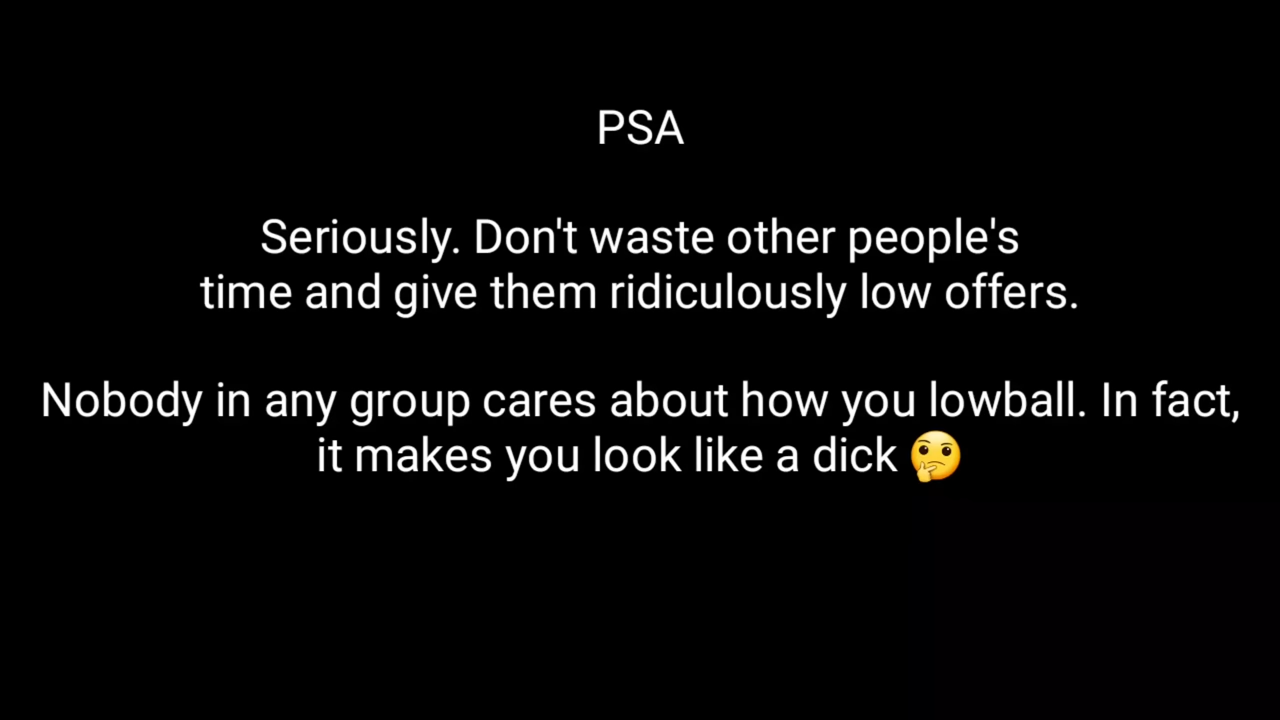 PSA
Seriously. Don't waste other people's
time and give them ridiculously low offers.
Nobody in any group cares about how you lowball. In fact,
it makes you look like a dick 🤔